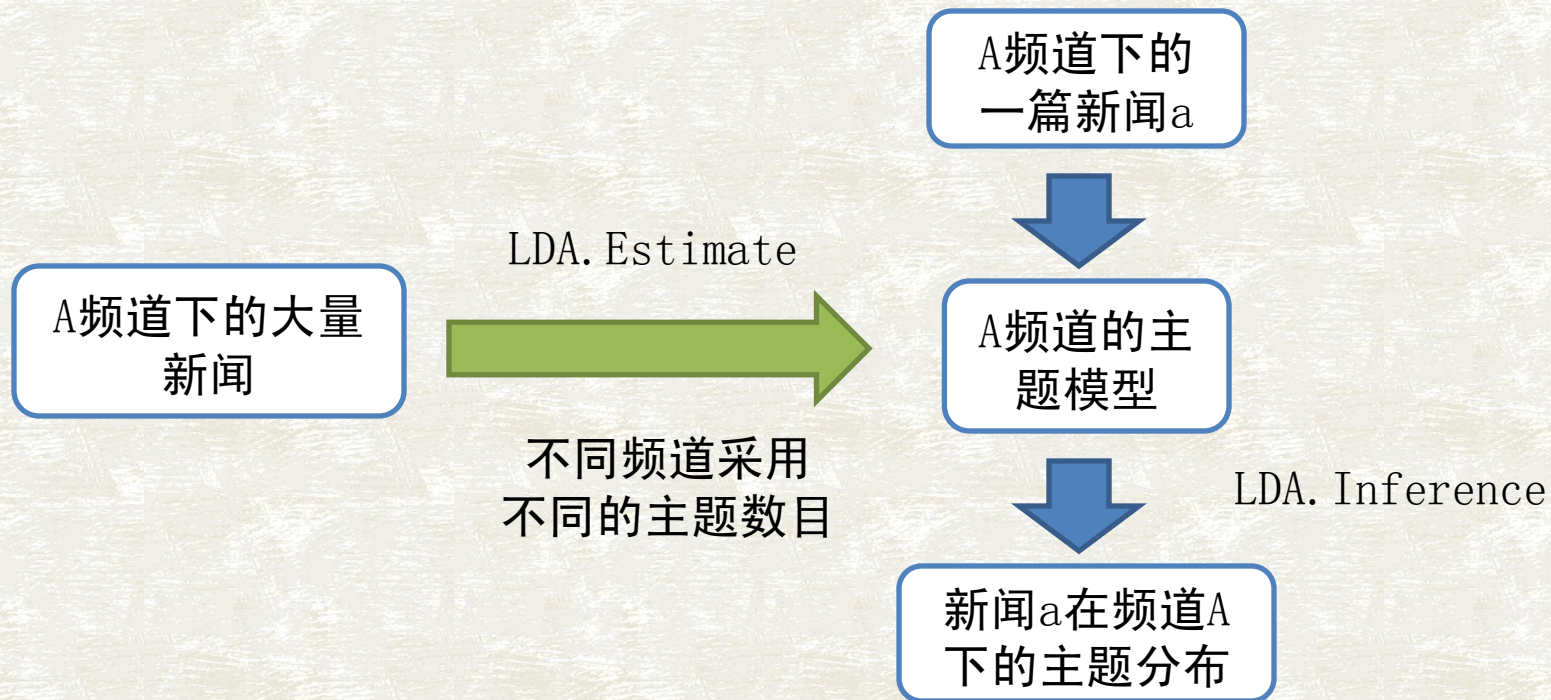 A频道下的
一篇新闻a
LDA.Estimate
A频道下的大量
新闻
A频道的主
题模型
不同频道采用
不同的主题数目
LDA.Inference
新闻a在频道A
下的主题分布